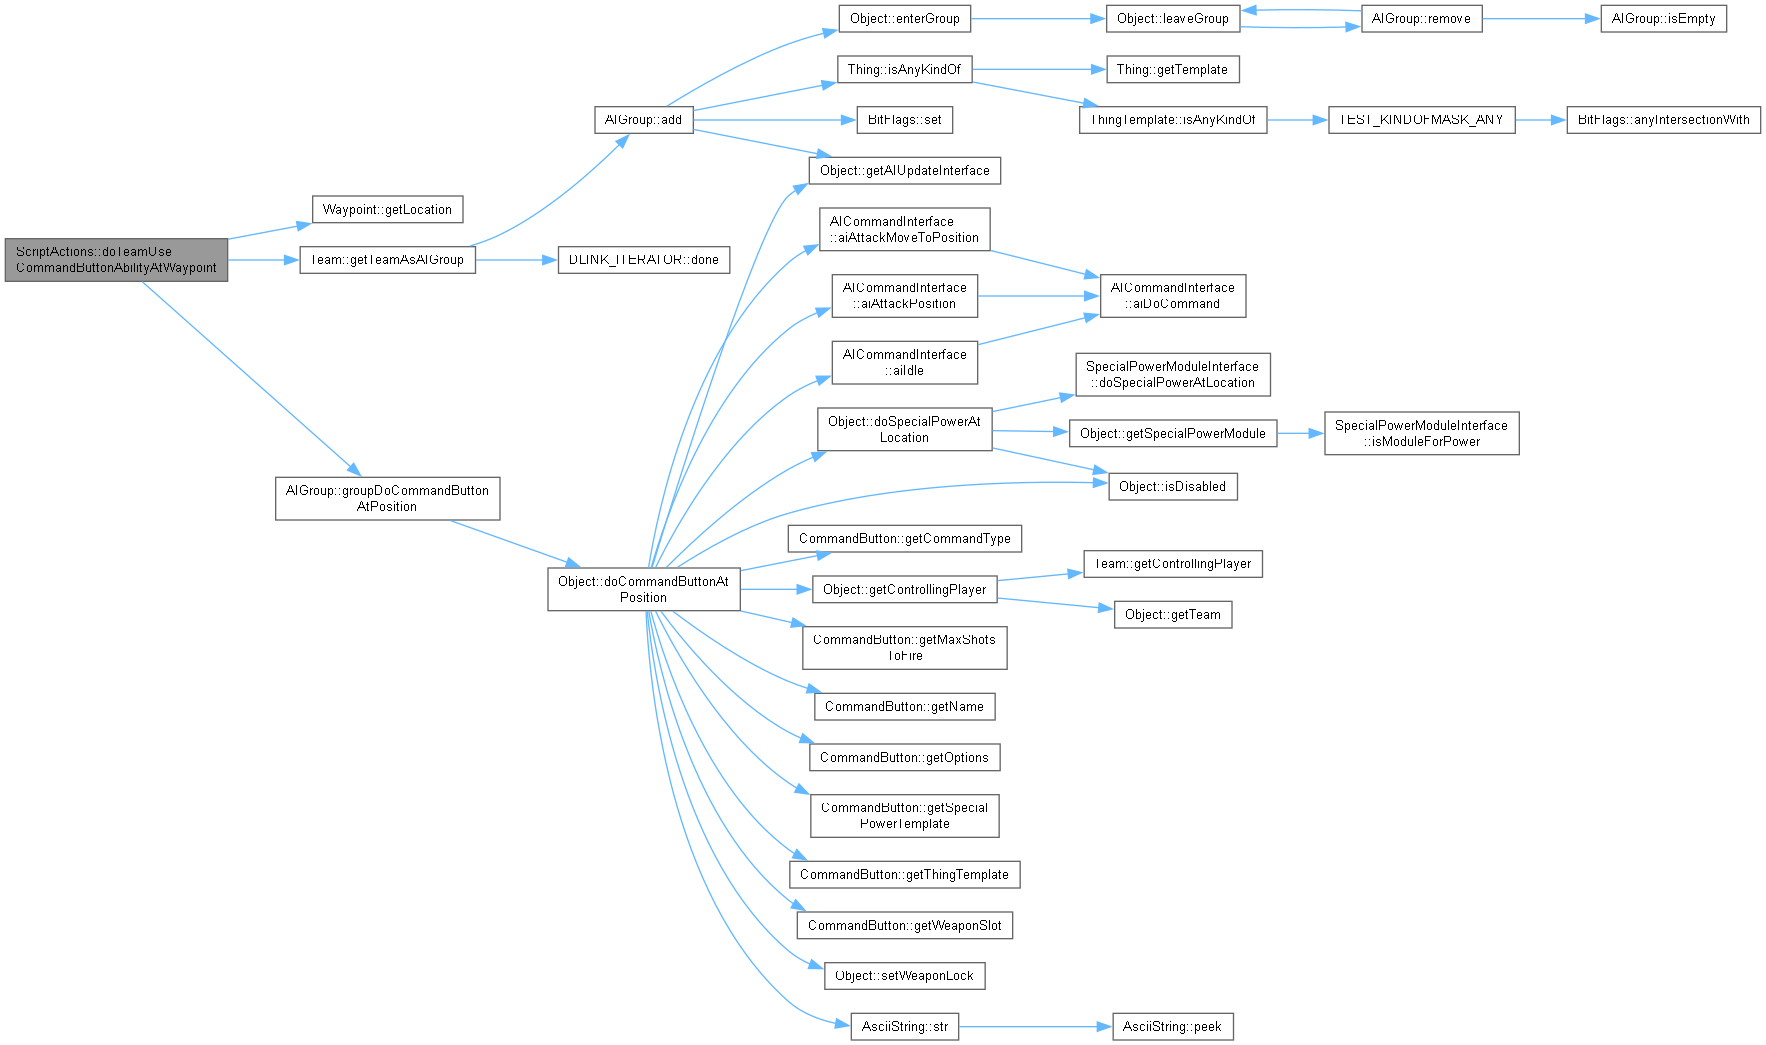 ScriptActions::doTeamUse
CommandButtonAbilityAtWaypoint
Waypoint::getLocation
Team::getTeamAsAIGroup
AIGroup::groupDoCommandButton
AtPosition
AIGroup::add
DLINK_ITERATOR::done
Object::doCommandButtonAt
Position
Object::enterGroup
Thing::isAnyKindOf
BitFlags::set
Object::getAIUpdateInterface
AICommandInterface
::aiAttackMoveToPosition
AICommandInterface
::aiAttackPosition
AICommandInterface
::aiIdle
Object::doSpecialPowerAt
Location
CommandButton::getCommandType
Object::getControllingPlayer
CommandButton::getMaxShots
ToFire
CommandButton::getName
CommandButton::getOptions
CommandButton::getSpecial
PowerTemplate
CommandButton::getThingTemplate
CommandButton::getWeaponSlot
Object::setWeaponLock
AsciiString::str
Object::leaveGroup
Thing::getTemplate
ThingTemplate::isAnyKindOf
AICommandInterface
::aiDoCommand
SpecialPowerModuleInterface
::doSpecialPowerAtLocation
Object::getSpecialPowerModule
Object::isDisabled
Team::getControllingPlayer
Object::getTeam
AsciiString::peek
AIGroup::remove
TEST_KINDOFMASK_ANY
SpecialPowerModuleInterface
::isModuleForPower
AIGroup::isEmpty
BitFlags::anyIntersectionWith